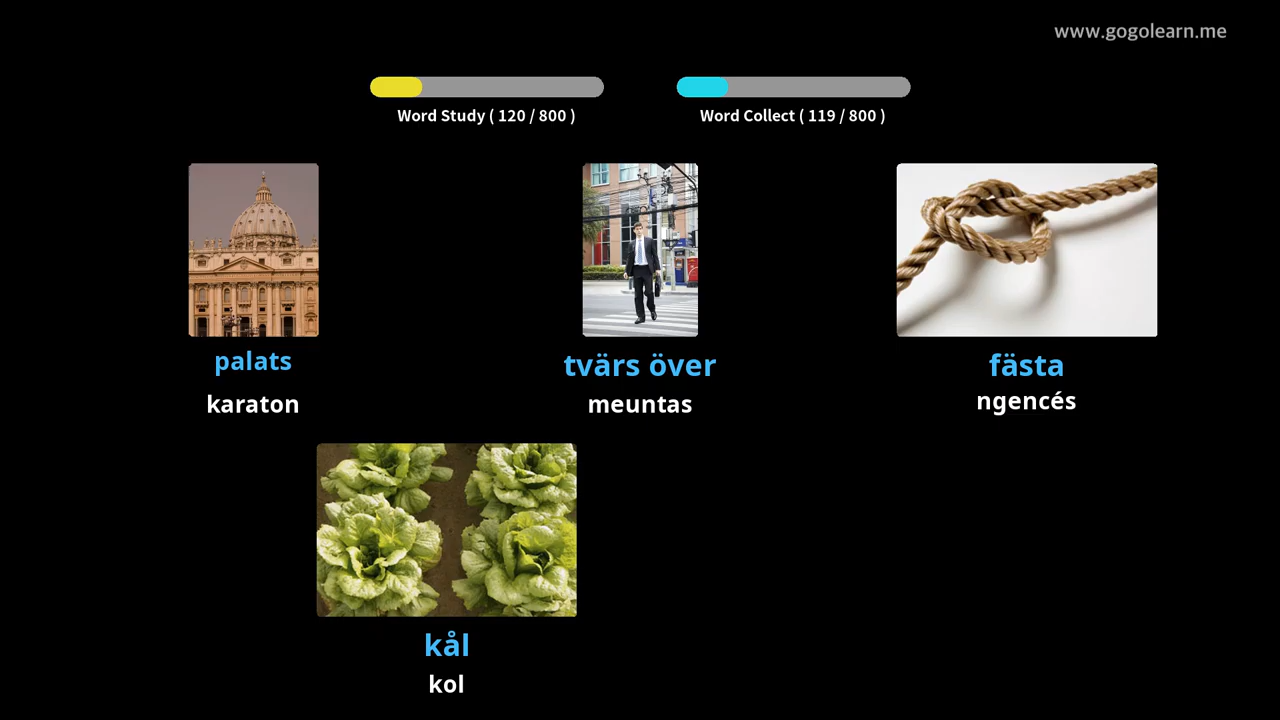 www.gogolearn.me
Word Study ( 120 / 800 )
Word Collect ( 119 / 800 )
palats
karaton
tvärs över
meuntas
fästa
ngencés
kål
kol